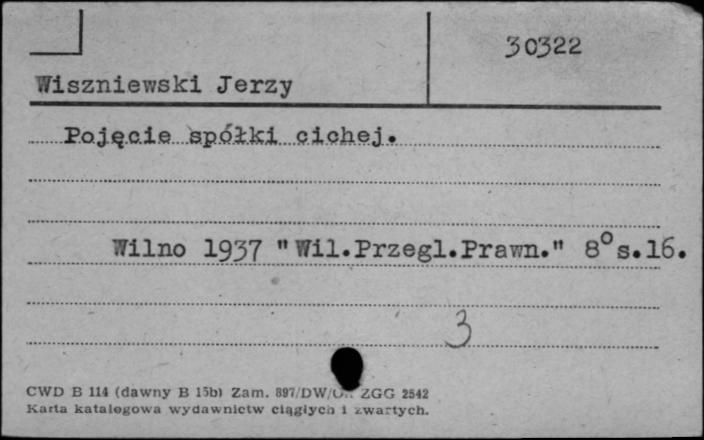 30322
Wiszniewski Jerzy
Pojęcie spółki cichej.
Wilno 1937 "Wil.Przegl.Prawn." 8° s.16.
3
CWD B 114 (dawny B 15b) Zam. 897/DW/ ZGG 2542
Karta katalogowa wydawnictw ciągłych i zwartych.